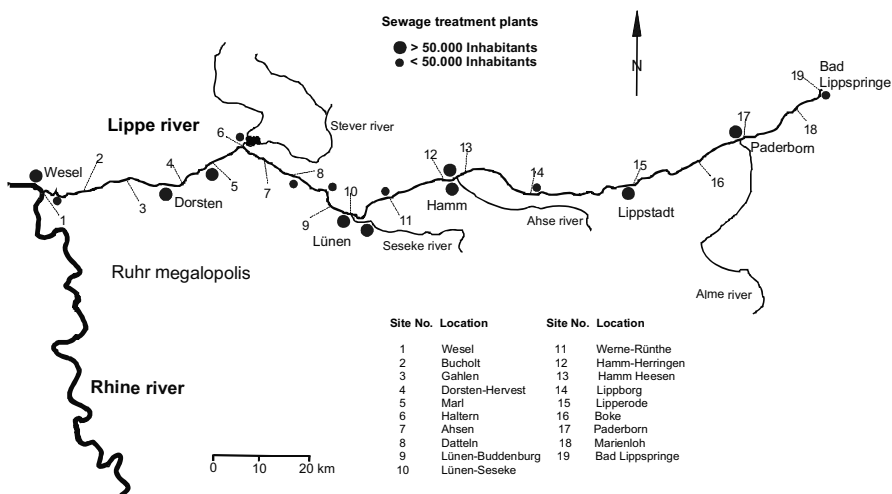 Sewage treatment plants
> 50.000 Inhabitants
< 50.000 Inhabitants
N
19
Bad
Lippspringe
18
17
Paderborn
16
Lippe river
6
Stever river
Wesel
2
1
3
4
Dorsten
5
7
8
9
10
Lünen
Seseke river
11
12
13
Hamm
14
Ahse river
15
Lippstadt
Alme river
Ruhr megalopolis
Rhine river
0 10 20 km
Site No. Location Site No. Location
1 Wesel 11 Werne-Rünthe
2 Bucholt 12 Hamm-Herringen
3 Gahlen 13 Hamm Heesen
4 Dorsten-Hervest 14 Lippborg
5 Marl 15 Lipperode
6 Haltern 16 Boke
7 Ahsen 17 Paderborn
8 Datteln 18 Marienloh
9 Lünen-Buddenburg 19 Bad Lippspringe
10 Lünen-Seseke